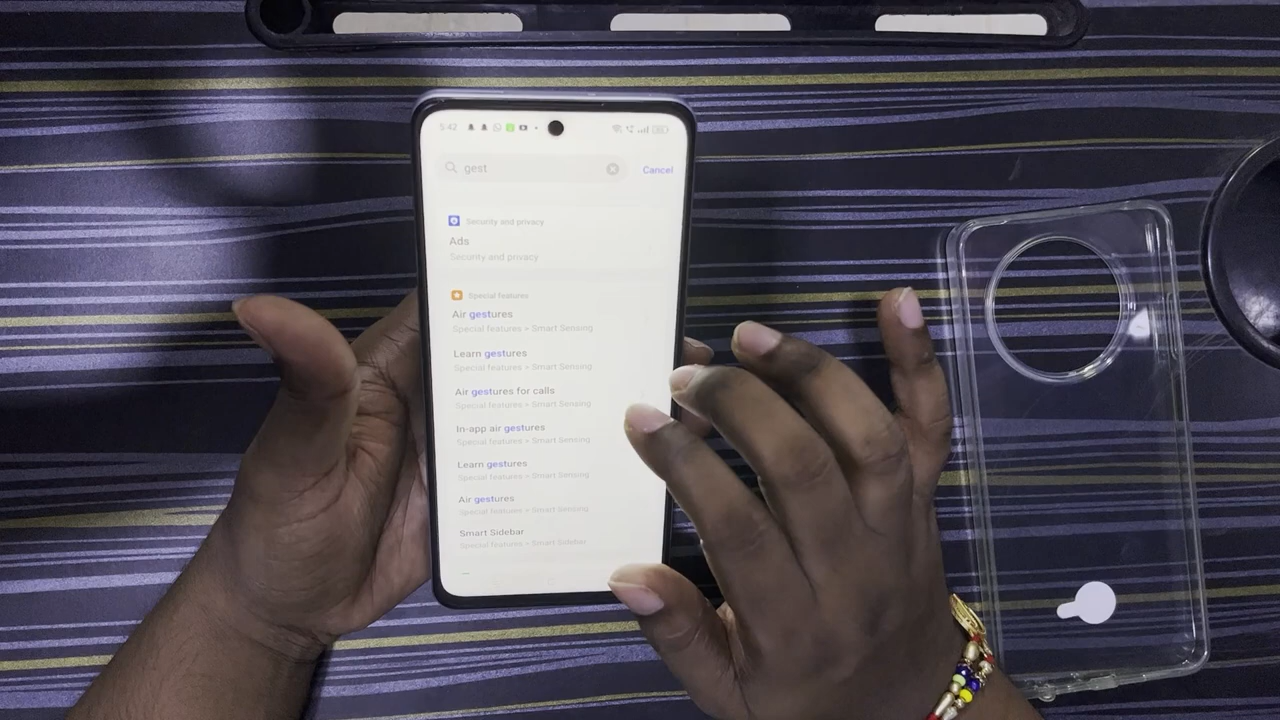 5:42
gest
Cancel
Security and privacy
Ads
Security and privacy
Special features
Air gestures
Special features > Smart Sensing
Learn gestures
Special features > Smart Sensing
Air gestures for calls
Special features > Smart Sensing
In-app air gestures
Special features > Smart Sensing
Learn gestures
Special features > Smart Sensing
Air gestures
Special features > Smart Sensing
Smart Sidebar
Special features > Smart Sidebar